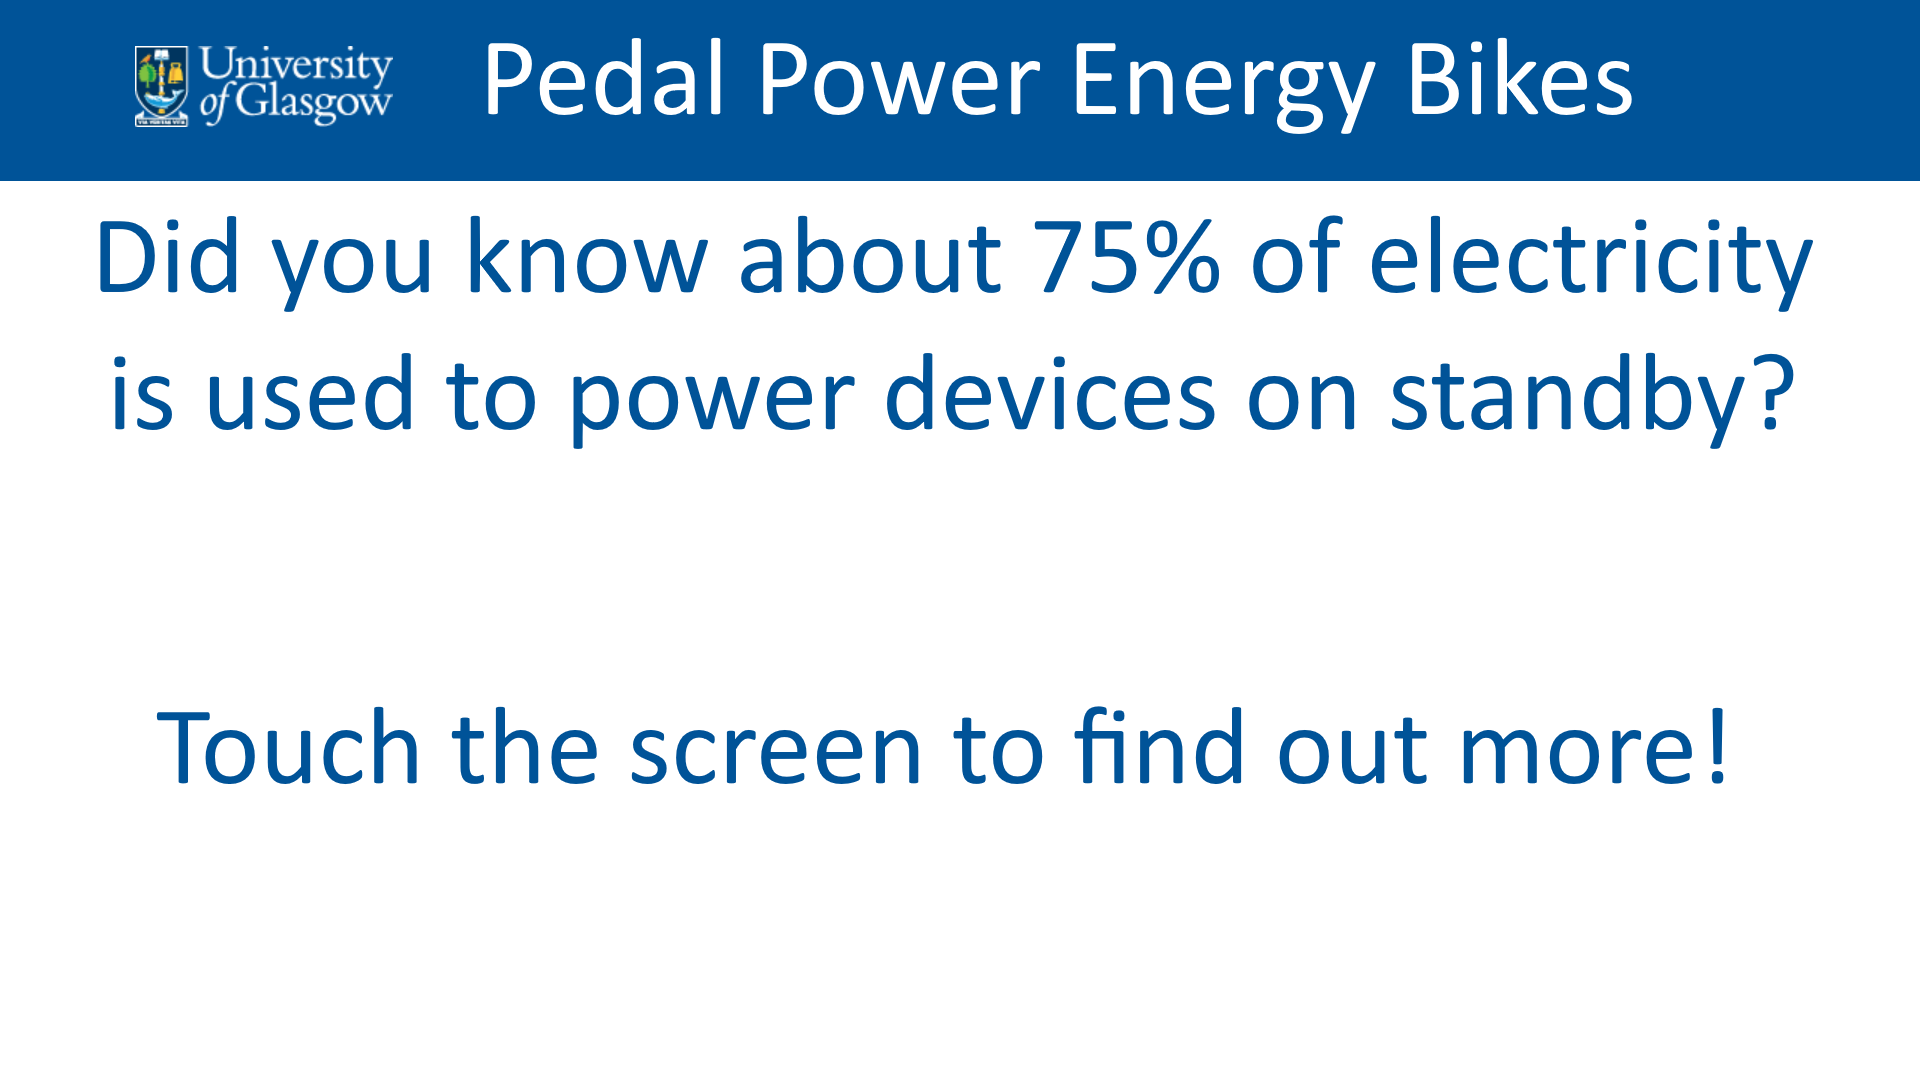 University
of Glasgow
Pedal Power Energy Bikes
Did you know about 75% of electricity
is used to power devices on standby?
Touch the screen to find out more!